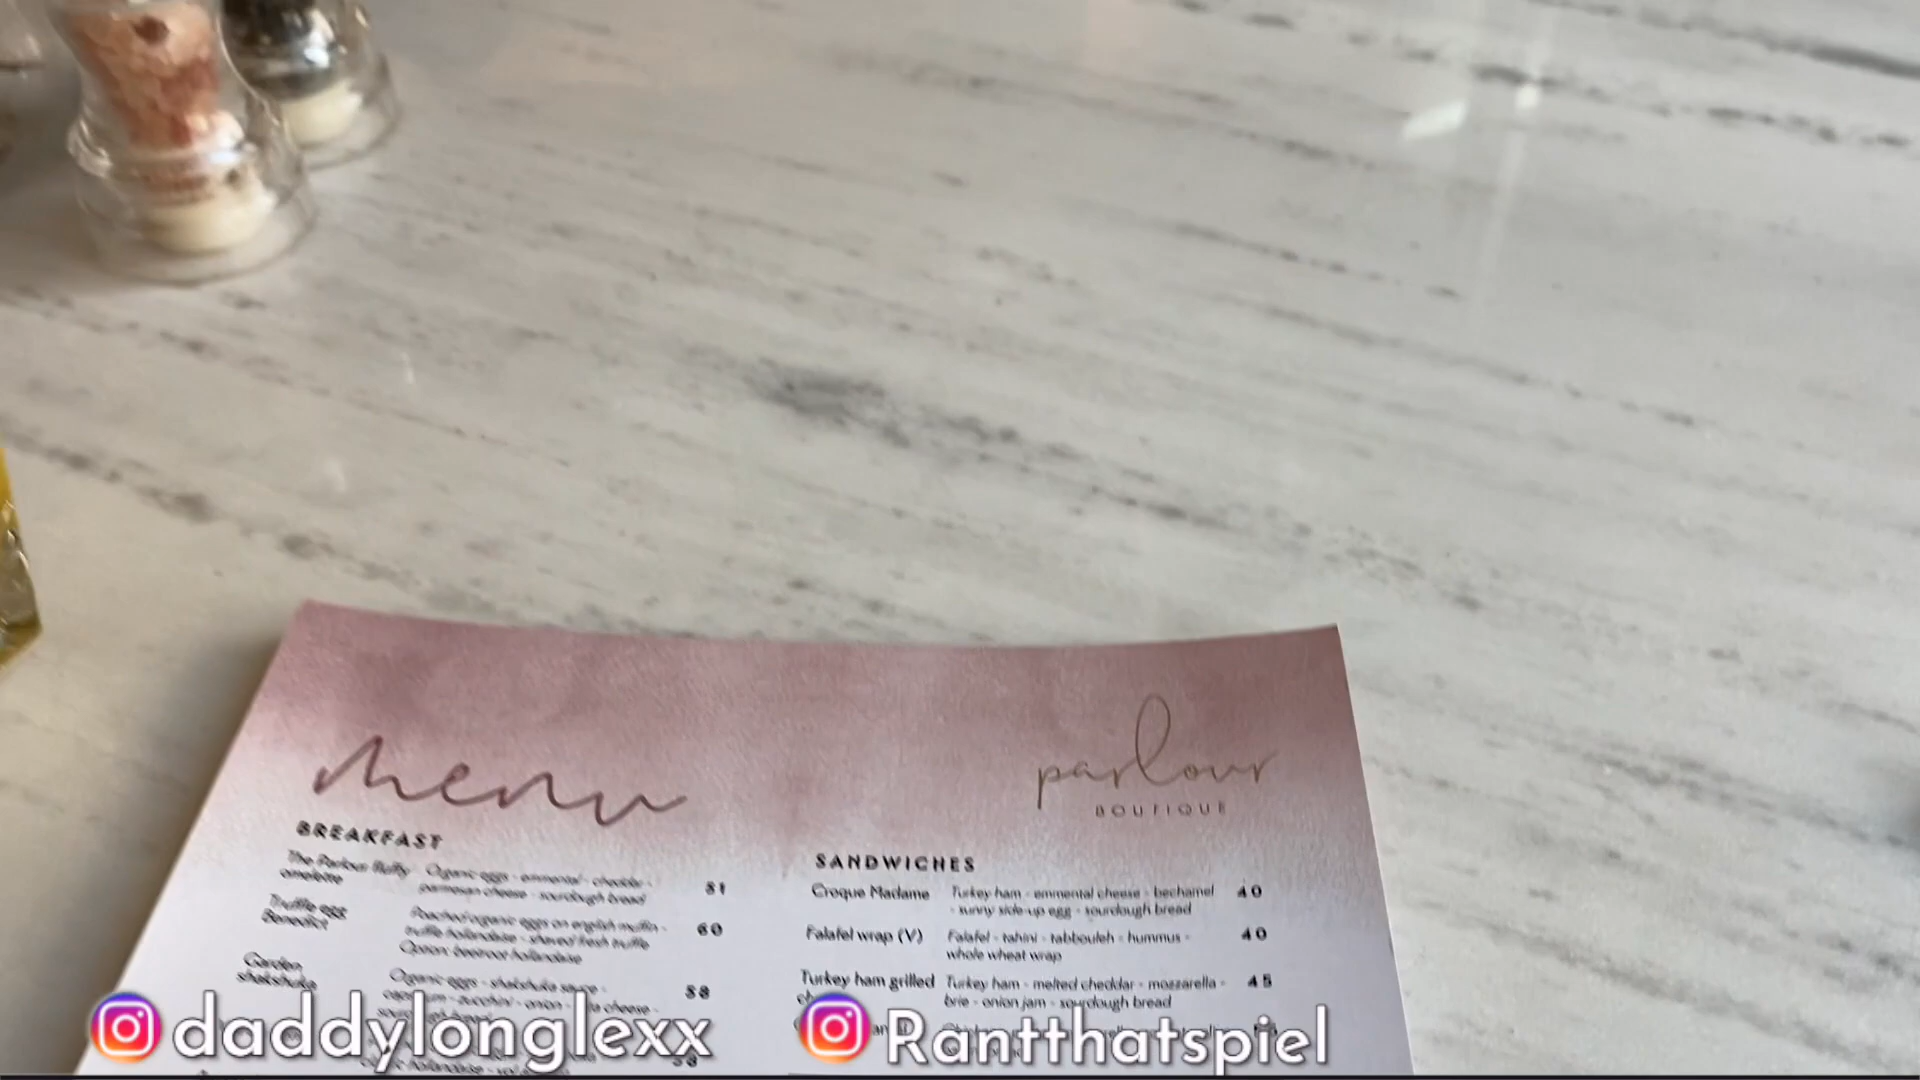 menu
parlour
BOUTIQUE
BREAKFAST
The Parlour fluffy omelette
Organic eggs - emmental - cheddar -
parmesan cheese - sourdough bread
51
Truffle egg
Benedict
Poached organic eggs on english muffin -
truffle hollandaise - shaved fresh truffle
Option: beetroot hollandaise
60
Garden
shakshuka
Organic eggs - shakshuka sauce -
capsicum - zucchini - onion - cheese -
58
SANDWICHES
Croque Madame
Turkey ham - emmental cheese - bechamel
- sunny side-up egg - sourdough bread
40
Falafel wrap (V)
Falafel - tahini - tabbouleh - hummus -
whole wheat wrap
40
Turkey ham grilled
Turkey ham - melted cheddar - mozzarella -
brie - onion jam - sourdough bread
45
daddylonglexx
Rantthatspiel